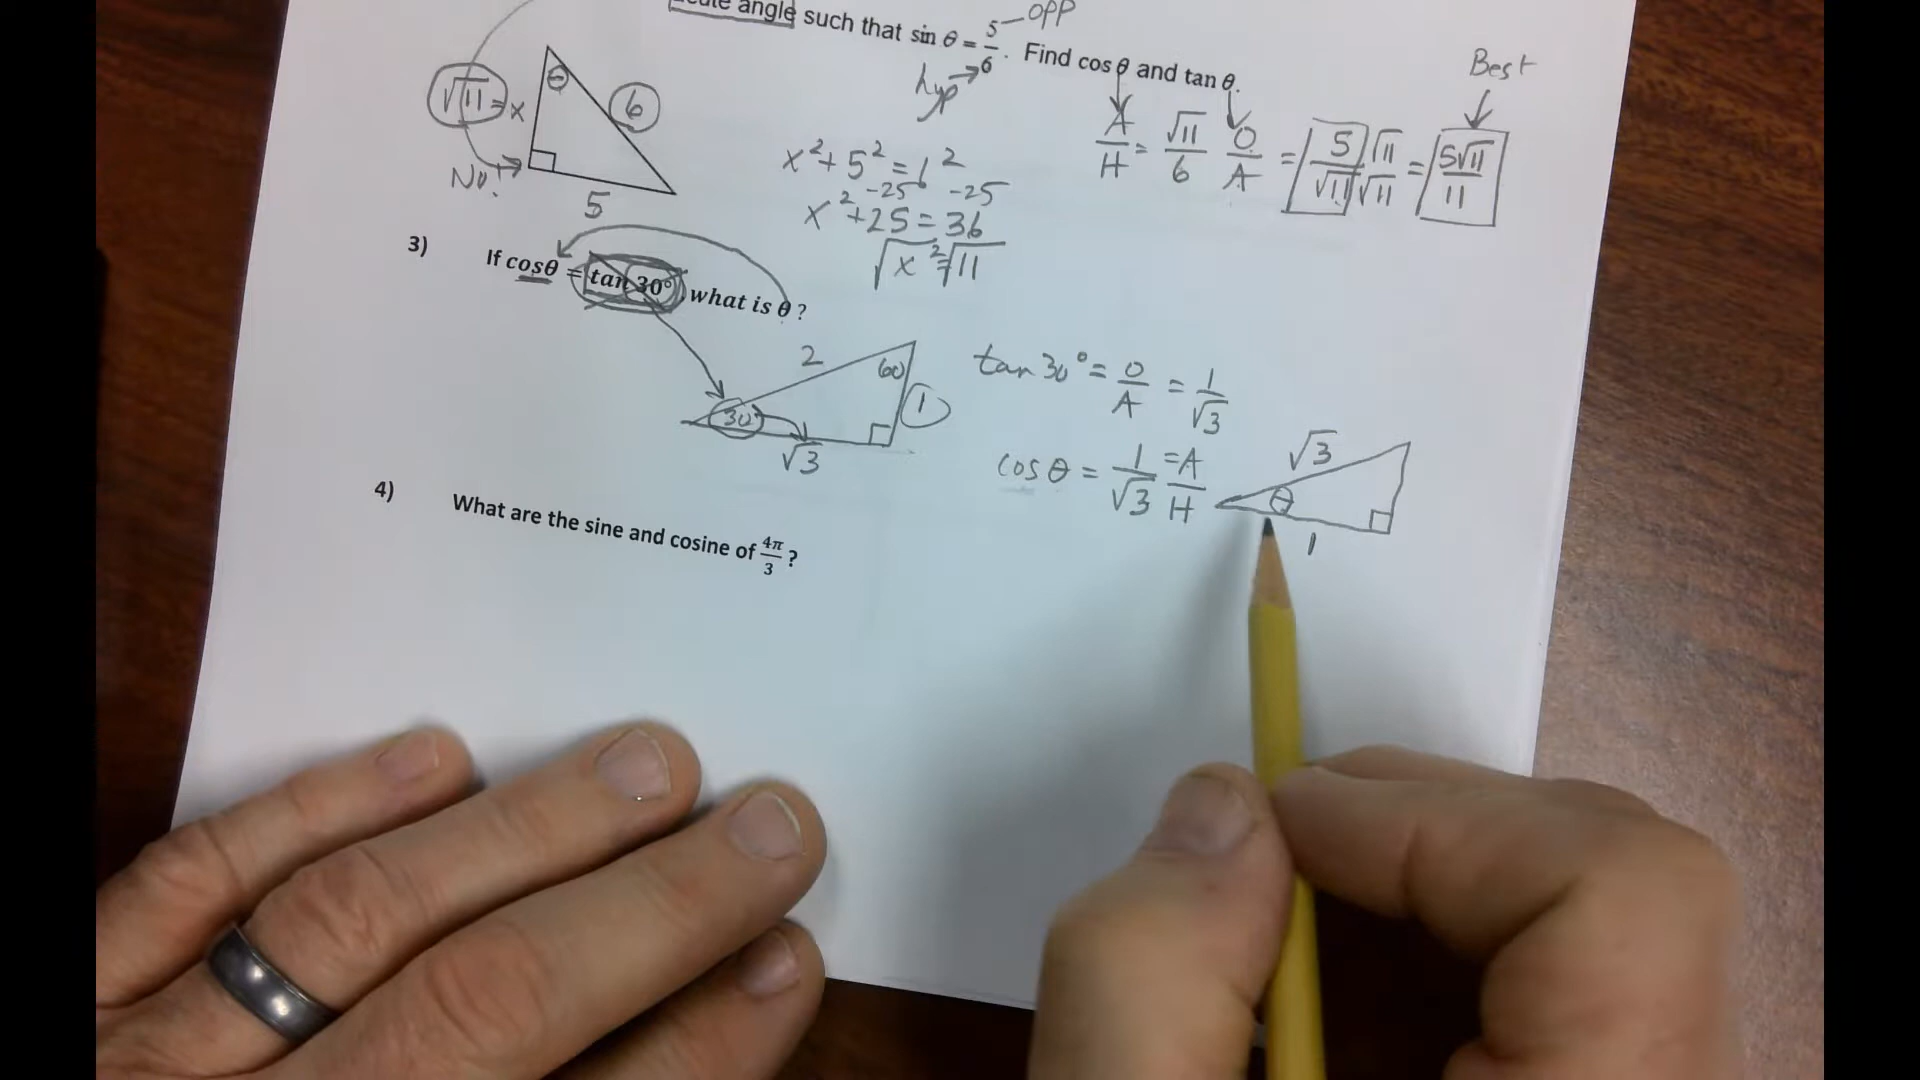 angle such that sin θ = 5/6. Find cos θ and tan θ.
OPP
hyp
Best
√11 = x
θ
6
5
No!
x² + 5² = 6²
-25 -25
x² + 25 = 36
√x² = √11
A/H = √11/6
O/A = 5/√11 √11/√11 = 5√11/11
3) If cosθ = tan 30°, what is θ ?
2
60
30
1
√3
tan 30° = O/A = 1/√3
cos θ = 1/√3 = A/H
√3
θ
1
4) What are the sine and cosine of 4π/3 ?